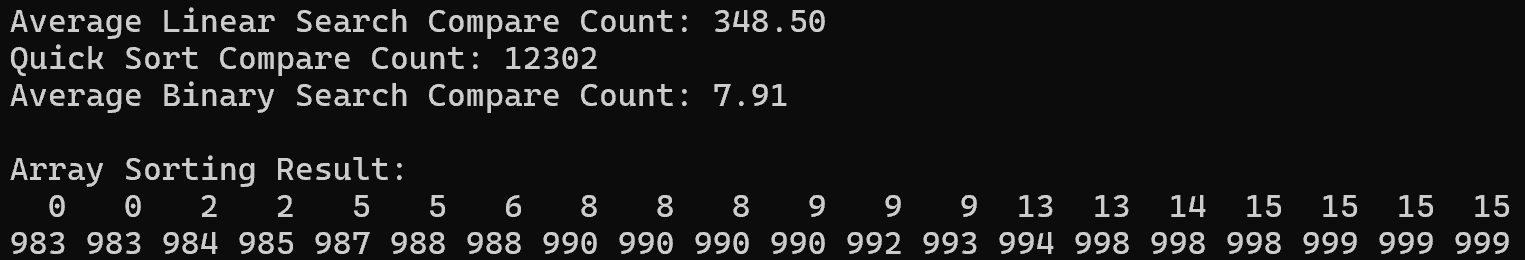 Average Linear Search Compare Count: 348.50
Quick Sort Compare Count: 12302
Average Binary Search Compare Count: 7.91
Array Sorting Result:
0 0 2 2 5 5 6 8 8 8 9 9 9 13 13 14 15 15 15 15
983 983 984 985 987 988 988 990 990 990 990 992 993 994 998 998 998 999 999 999